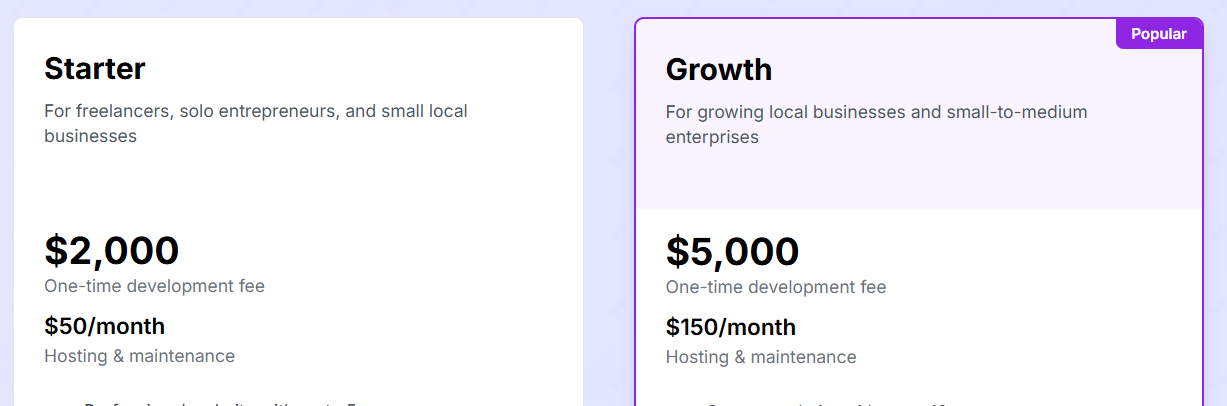 Starter
For freelancers, solo entrepreneurs, and small local
businesses
$2,000
One-time development fee
$50/month
Hosting & maintenance
Popular
Growth
For growing local businesses and small-to-medium
enterprises
$5,000
One-time development fee
$150/month
Hosting & maintenance